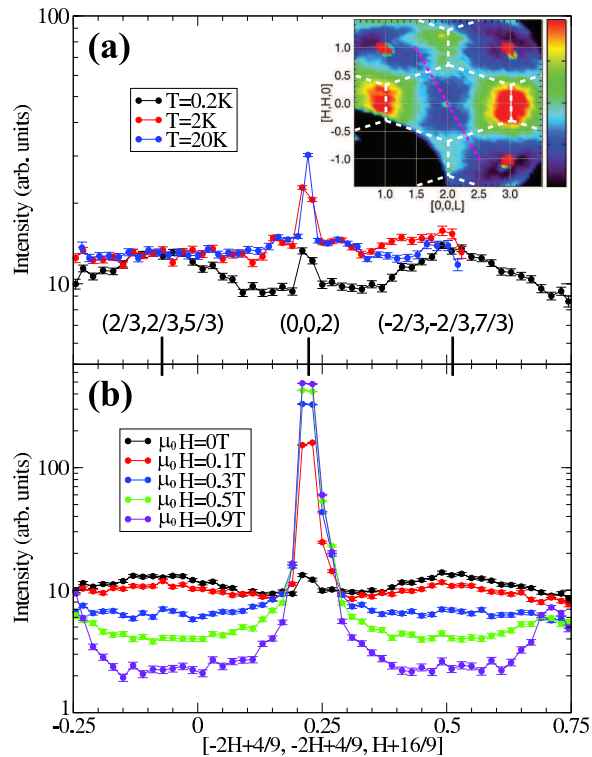 100
(a)
T=0.2K
T=2K
T=20K
[H,H,0]
1.0
0.5
0.0
-0.5
-1.0
1.0 1.5 2.0 2.5 3.0
[0,0,L]
Intensity (arb. units)
10
(2/3,2/3,5/3) (0,0,2) (-2/3,-2/3,7/3)
(b)
μ₀H=0T
μ₀H=0.1T
μ₀H=0.3T
μ₀H=0.5T
μ₀H=0.9T
Intensity (arb. units)
100
10
1
-0.25 0 0.25 0.5 0.75
[-2H+4/9, -2H+4/9, H+16/9]